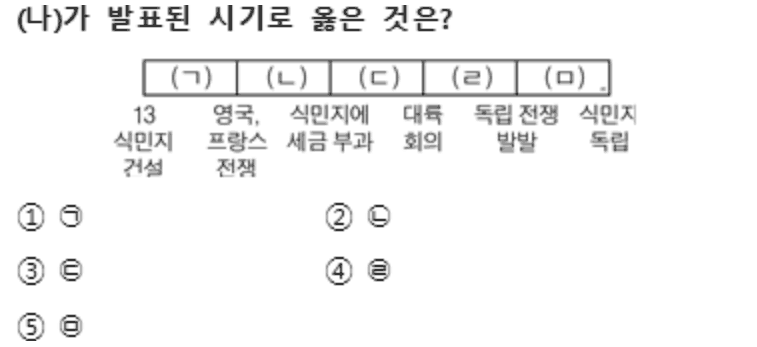 (나)가 발표된 시기로 옳은 것은?
(ㄱ) (ㄴ) (ㄷ) (ㄹ) (ㅁ)
13 영국, 식민지에 대륙 독립 전쟁 식민지
식민지 프랑스 세금 부과 회의 발발 독립
건설 전쟁
① ㉠ ② ㉡
③ ㉢ ④ ㉣
⑤ ㉤